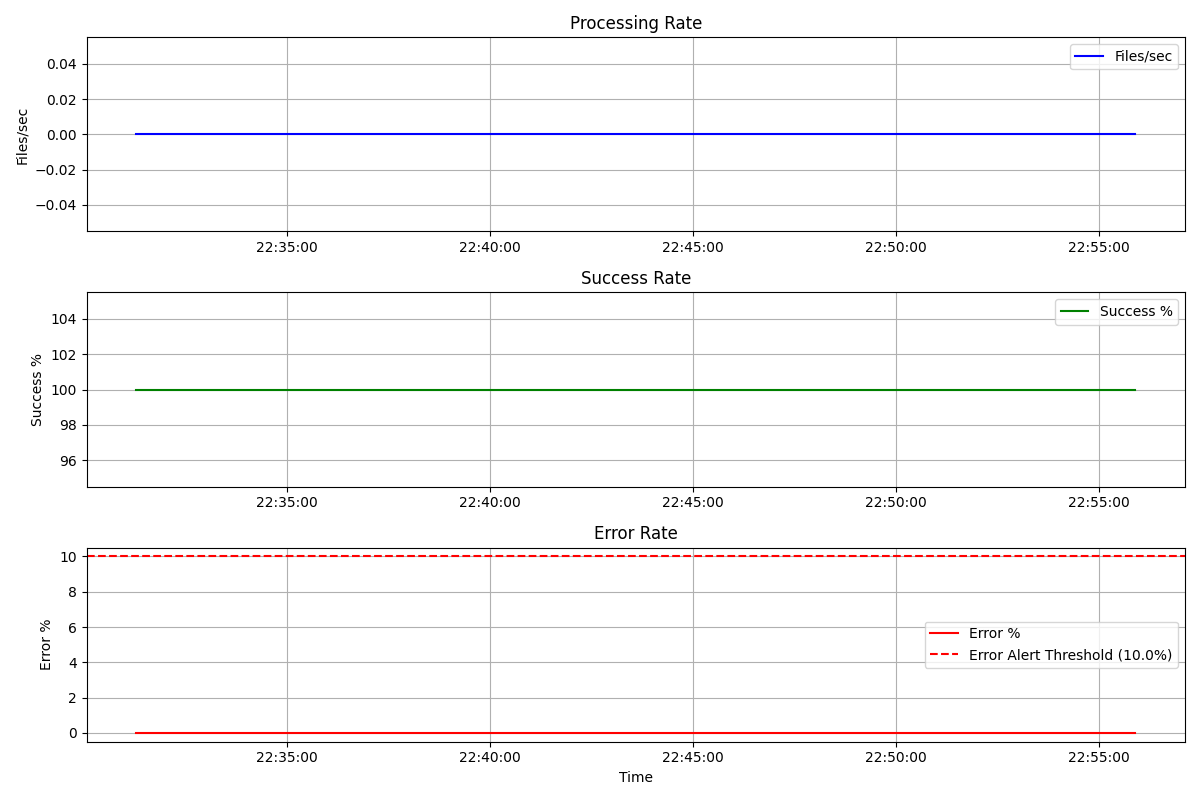 Processing Rate
Files/sec
0.04
0.02
0.00
−0.02
−0.04
Files/sec
22:35:00 22:40:00 22:45:00 22:50:00 22:55:00
Success Rate
Success %
104
102
100
98
96
Success %
22:35:00 22:40:00 22:45:00 22:50:00 22:55:00
Error Rate
10
8
6
4
2
0
Error %
Error %
Error Alert Threshold (10.0%)
22:35:00 22:40:00 22:45:00 22:50:00 22:55:00
Time